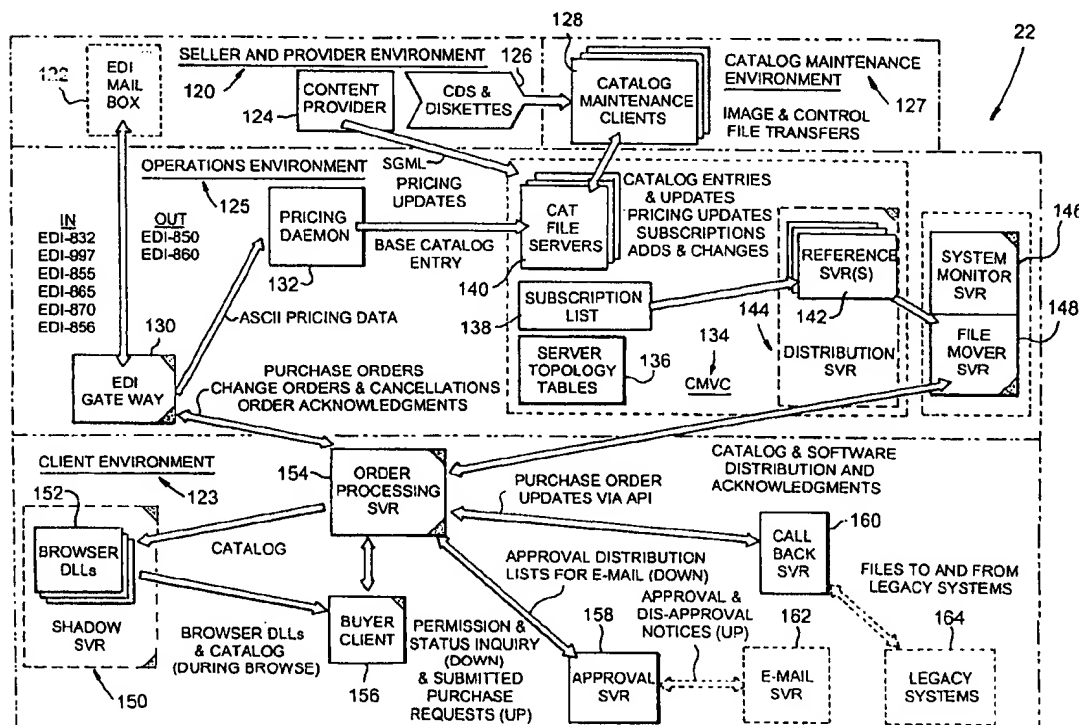 128
22
EDI
MAIL
BOX
122
SELLER AND PROVIDER ENVIRONMENT
120
126
CONTENT
PROVIDER
124
CDS &
DISKETTES
CATALOG
MAINTENANCE
CLIENTS
CATALOG MAINTENANCE
ENVIRONMENT
127
IMAGE & CONTROL
FILE TRANSFERS
OPERATIONS ENVIRONMENT
125
SGML
PRICING
UPDATES
IN
EDI-832
EDI-997
EDI-855
EDI-865
EDI-870
EDI-856
OUT
EDI-850
EDI-860
PRICING
DAEMON
132
BASE CATALOG
ENTRY
CAT
FILE
SERVERS
140
CATALOG ENTRIES
& UPDATES
PRICING UPDATES
SUBSCRIPTIONS
ADDS & CHANGES
146
REFERENCE
SVR(S)
142
144
DISTRIBUTION
SVR
SYSTEM
MONITOR
SVR
148
FILE
MOVER
SVR
138
SUBSCRIPTION
LIST
SERVER
TOPOLOGY
TABLES
136
134
CMVC
ASCII PRICING DATA
130
EDI
GATE WAY
PURCHASE ORDERS
CHANGE ORDERS & CANCELLATIONS
ORDER ACKNOWLEDGMENTS
CLIENT ENVIRONMENT
123
154
ORDER
PROCESSING
SVR
CATALOG & SOFTWARE
DISTRIBUTION AND
ACKNOWLEDGMENTS
PURCHASE ORDER
UPDATES VIA API
152
BROWSER
DLLs
SHADOW
SVR
150
CATALOG
160
CALL
BACK
SVR
APPROVAL DISTRIBUTION
LISTS FOR E-MAIL (DOWN)
FILES TO AND FROM
LEGACY SYSTEMS
BROWSER DLLs
& CATALOG
(DURING BROWSE)
BUYER
CLIENT
156
PERMISSION &
STATUS INQUIRY
(DOWN)
& SUBMITTED
PURCHASE
REQUESTS (UP)
APPROVAL &
DIS-APPROVAL
NOTICES (UP)
158
APPROVAL
SVR
162
E-MAIL
SVR
164
LEGACY
SYSTEMS